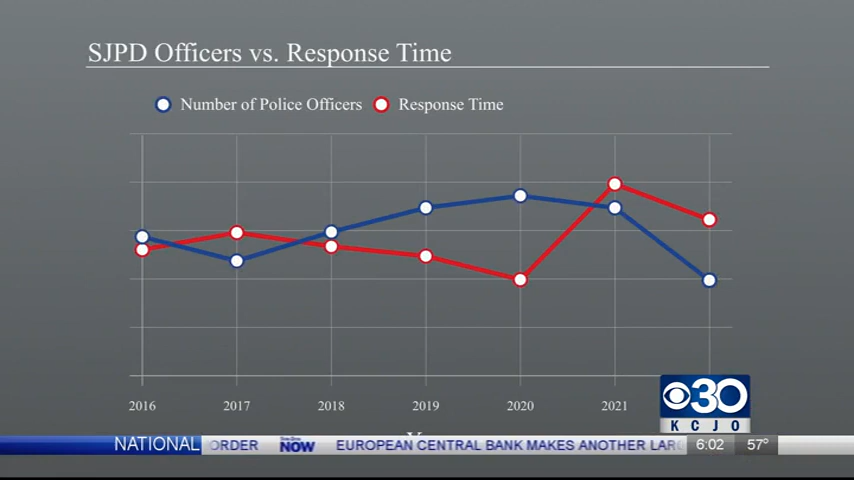 SJPD Officers vs. Response Time
Number of Police Officers Response Time
2016 2017 2018 2019 2020 2021
30
KCJO
NATIONAL ORDER NOW EUROPEAN CENTRAL BANK MAKES ANOTHER LARG 6:02 57°